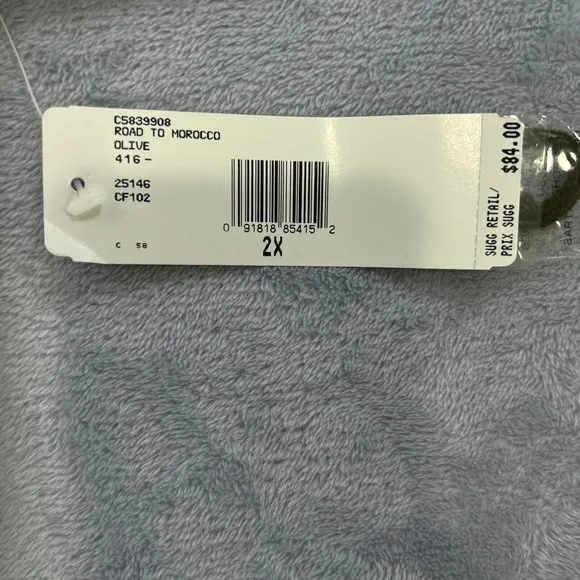 C5839908
ROAD TO MOROCCO
OLIVE
416-
25146
CF102
0 91818 85415 2
C 58
2X
SUGG RETAIL/
PRIX SUGG
$84.00